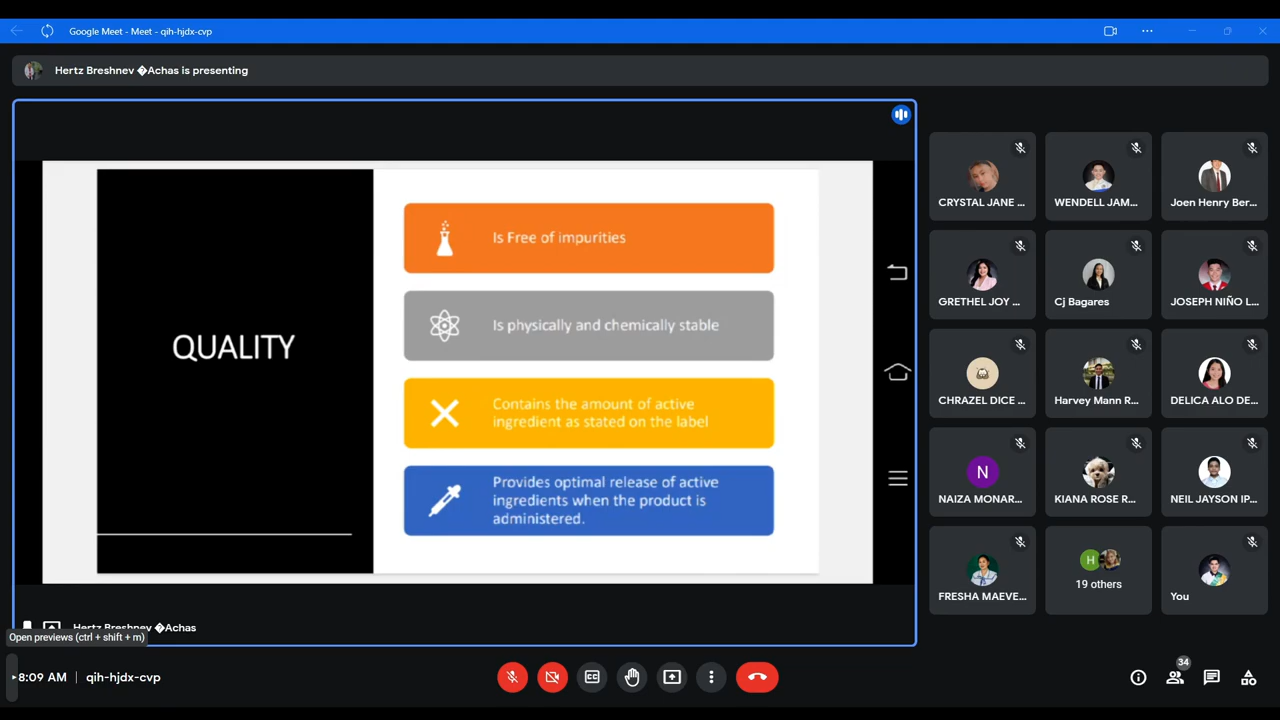 Google Meet - Meet - qih-hjdx-cvp
Hertz Breshnev �Achas is presenting
QUALITY
Is Free of impurities
Is physically and chemically stable
Contains the amount of active
ingredient as stated on the label
Provides optimal release of active
ingredients when the product is
administered.
CRYSTAL JANE ...
WENDELL JAM...
Joen Henry Ber...
GRETHEL JOY ...
Cj Bagares
JOSEPH NIÑO L...
CHRAZEL DICE ...
Harvey Mann R...
DELICA ALO DE...
N
NAIZA MONAR...
KIANA ROSE R...
NEIL JAYSON IP...
FRESHA MAEVE...
H
19 others
You
Hertz Breshnev �Achas
Open previews (ctrl + shift + m)
8:09 AM | qih-hjdx-cvp
CC
34